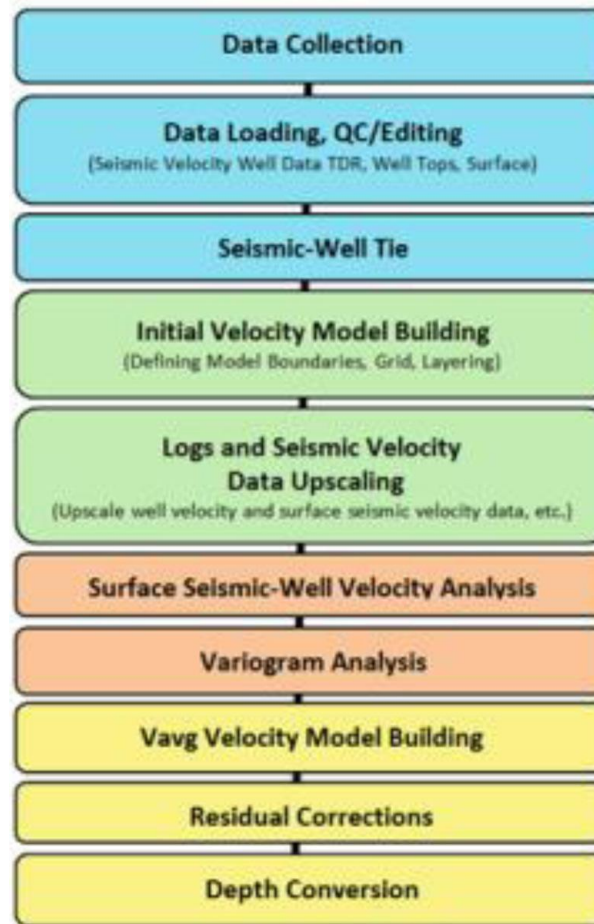 Data Collection
Data Loading, QC/Editing
(Seismic Velocity Well Data TDR, Well Tops, Surface)
Seismic-Well Tie
Initial Velocity Model Building
(Defining Model Boundaries, Grid, Layering)
Logs and Seismic Velocity
Data Upscaling
(Upscale well velocity and surface seismic velocity data, etc.)
Surface Seismic-Well Velocity Analysis
Variogram Analysis
Vavg Velocity Model Building
Residual Corrections
Depth Conversion